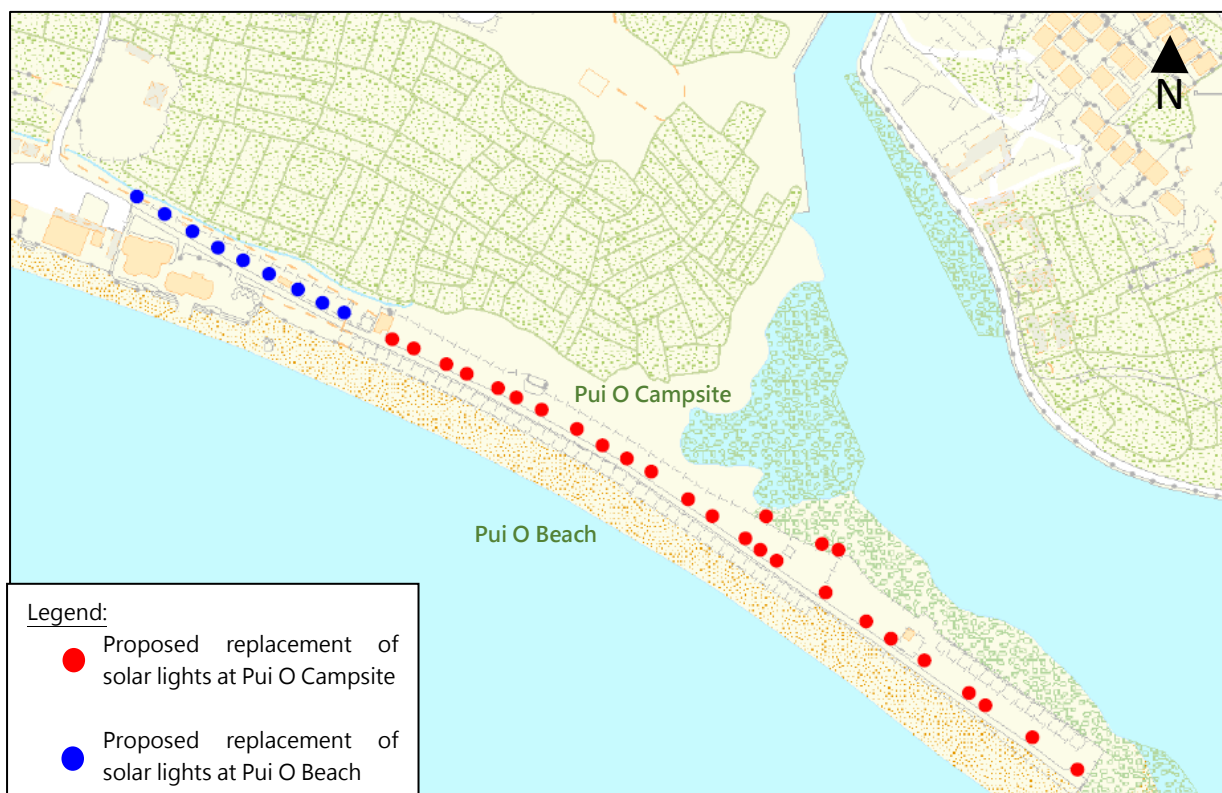 N
Pui O Campsite
Pui O Beach
Legend:
Proposed replacement of
solar lights at Pui O Campsite
Proposed replacement of
solar lights at Pui O Beach